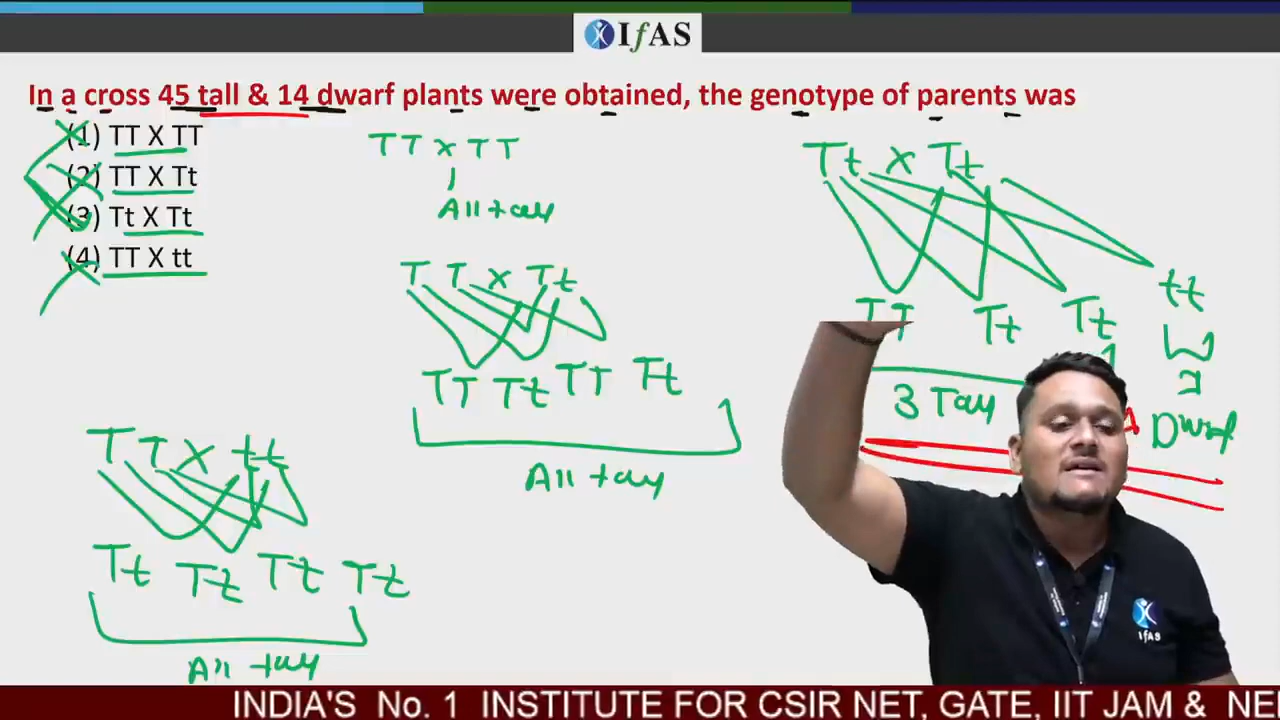 IfAS
In a cross 45 tall & 14 dwarf plants were obtained, the genotype of parents was
(1) TT X TT
(2) TT X Tt
(3) Tt X Tt
(4) TT X tt
TT x TT
All tall
TT x Tt
TT Tt TT Tt
All tall
TT x tt
Tt Tt Tt Tt
All tall
Tt x Tt
TT Tt Tt tt
3 Tall
1
Dwarf
IfAS
INDIA'S No. 1 INSTITUTE FOR CSIR NET, GATE, IIT JAM & NE